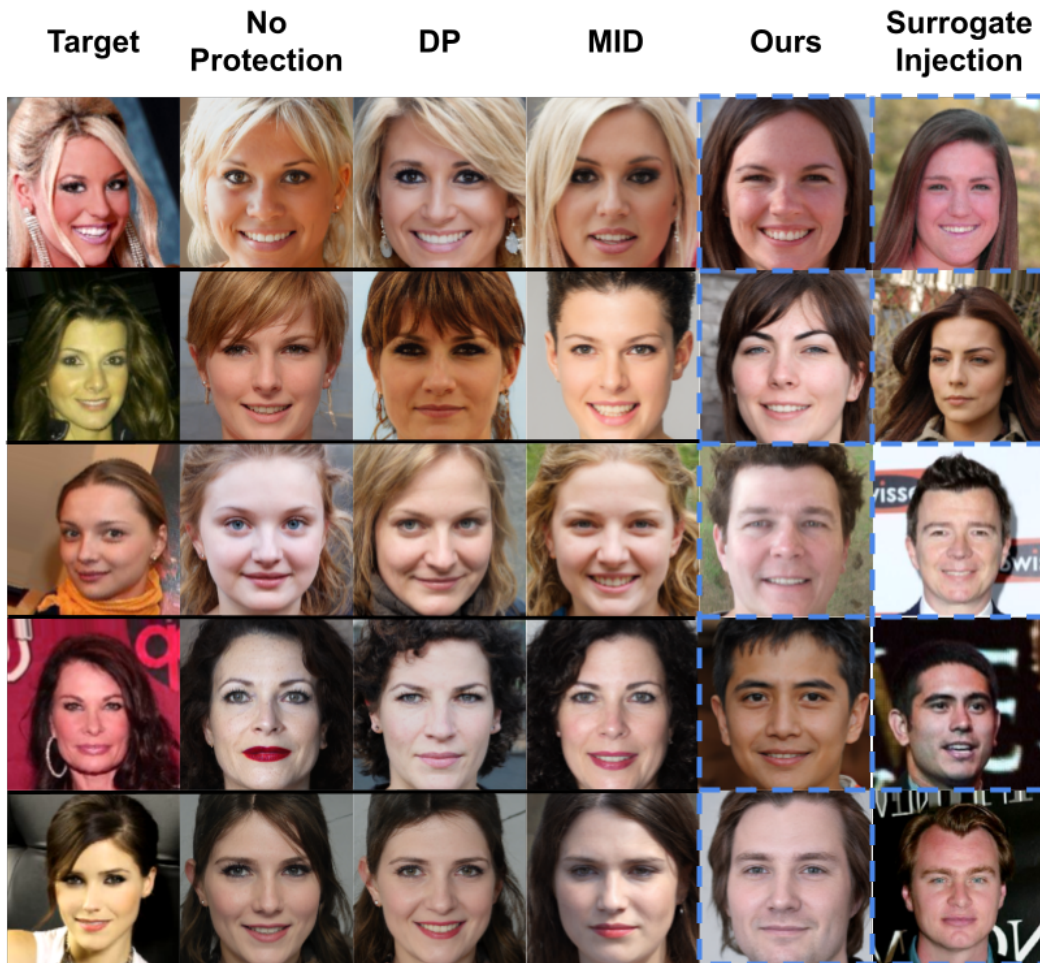 Target
No Protection
DP
MID
Ours
Surrogate Injection